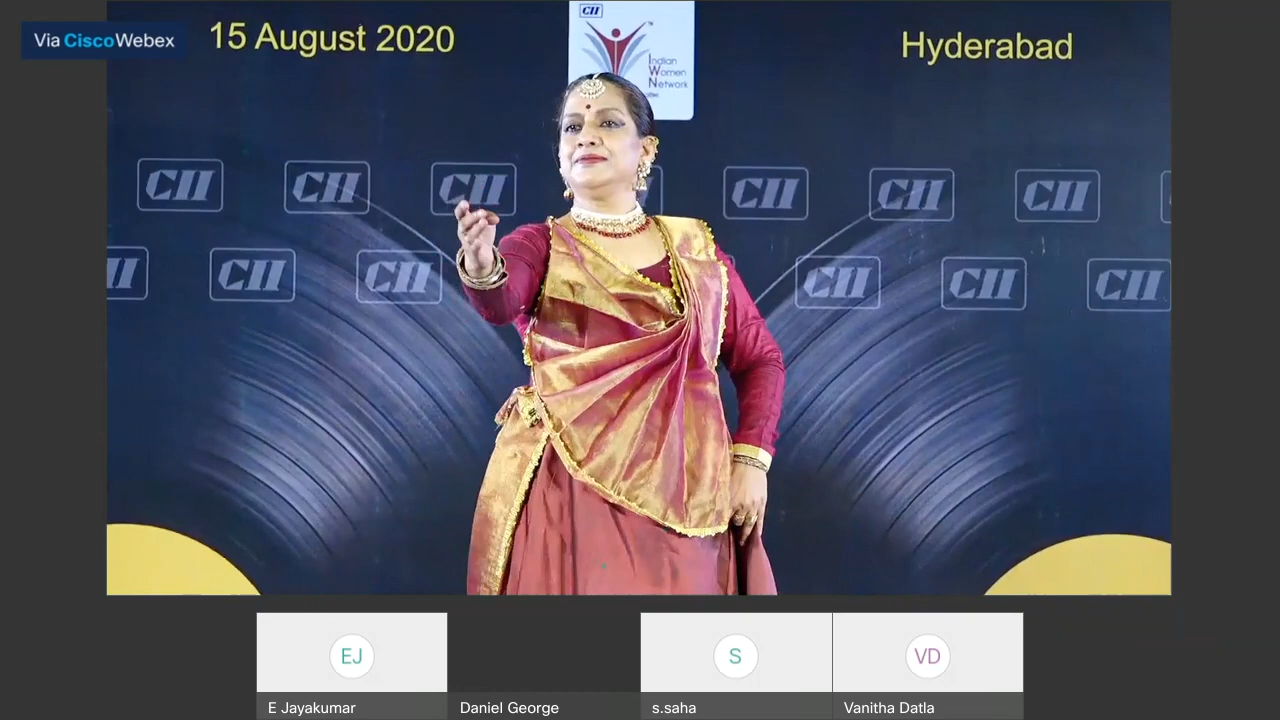 Via CiscoWebex
15 August 2020
CII
Indian
Women
Network
Hyderabad
CII CII CII CII CII CII
CII CII CII CII CII
EJ
S
VD
E Jayakumar
Daniel George
s.saha
Vanitha Datla